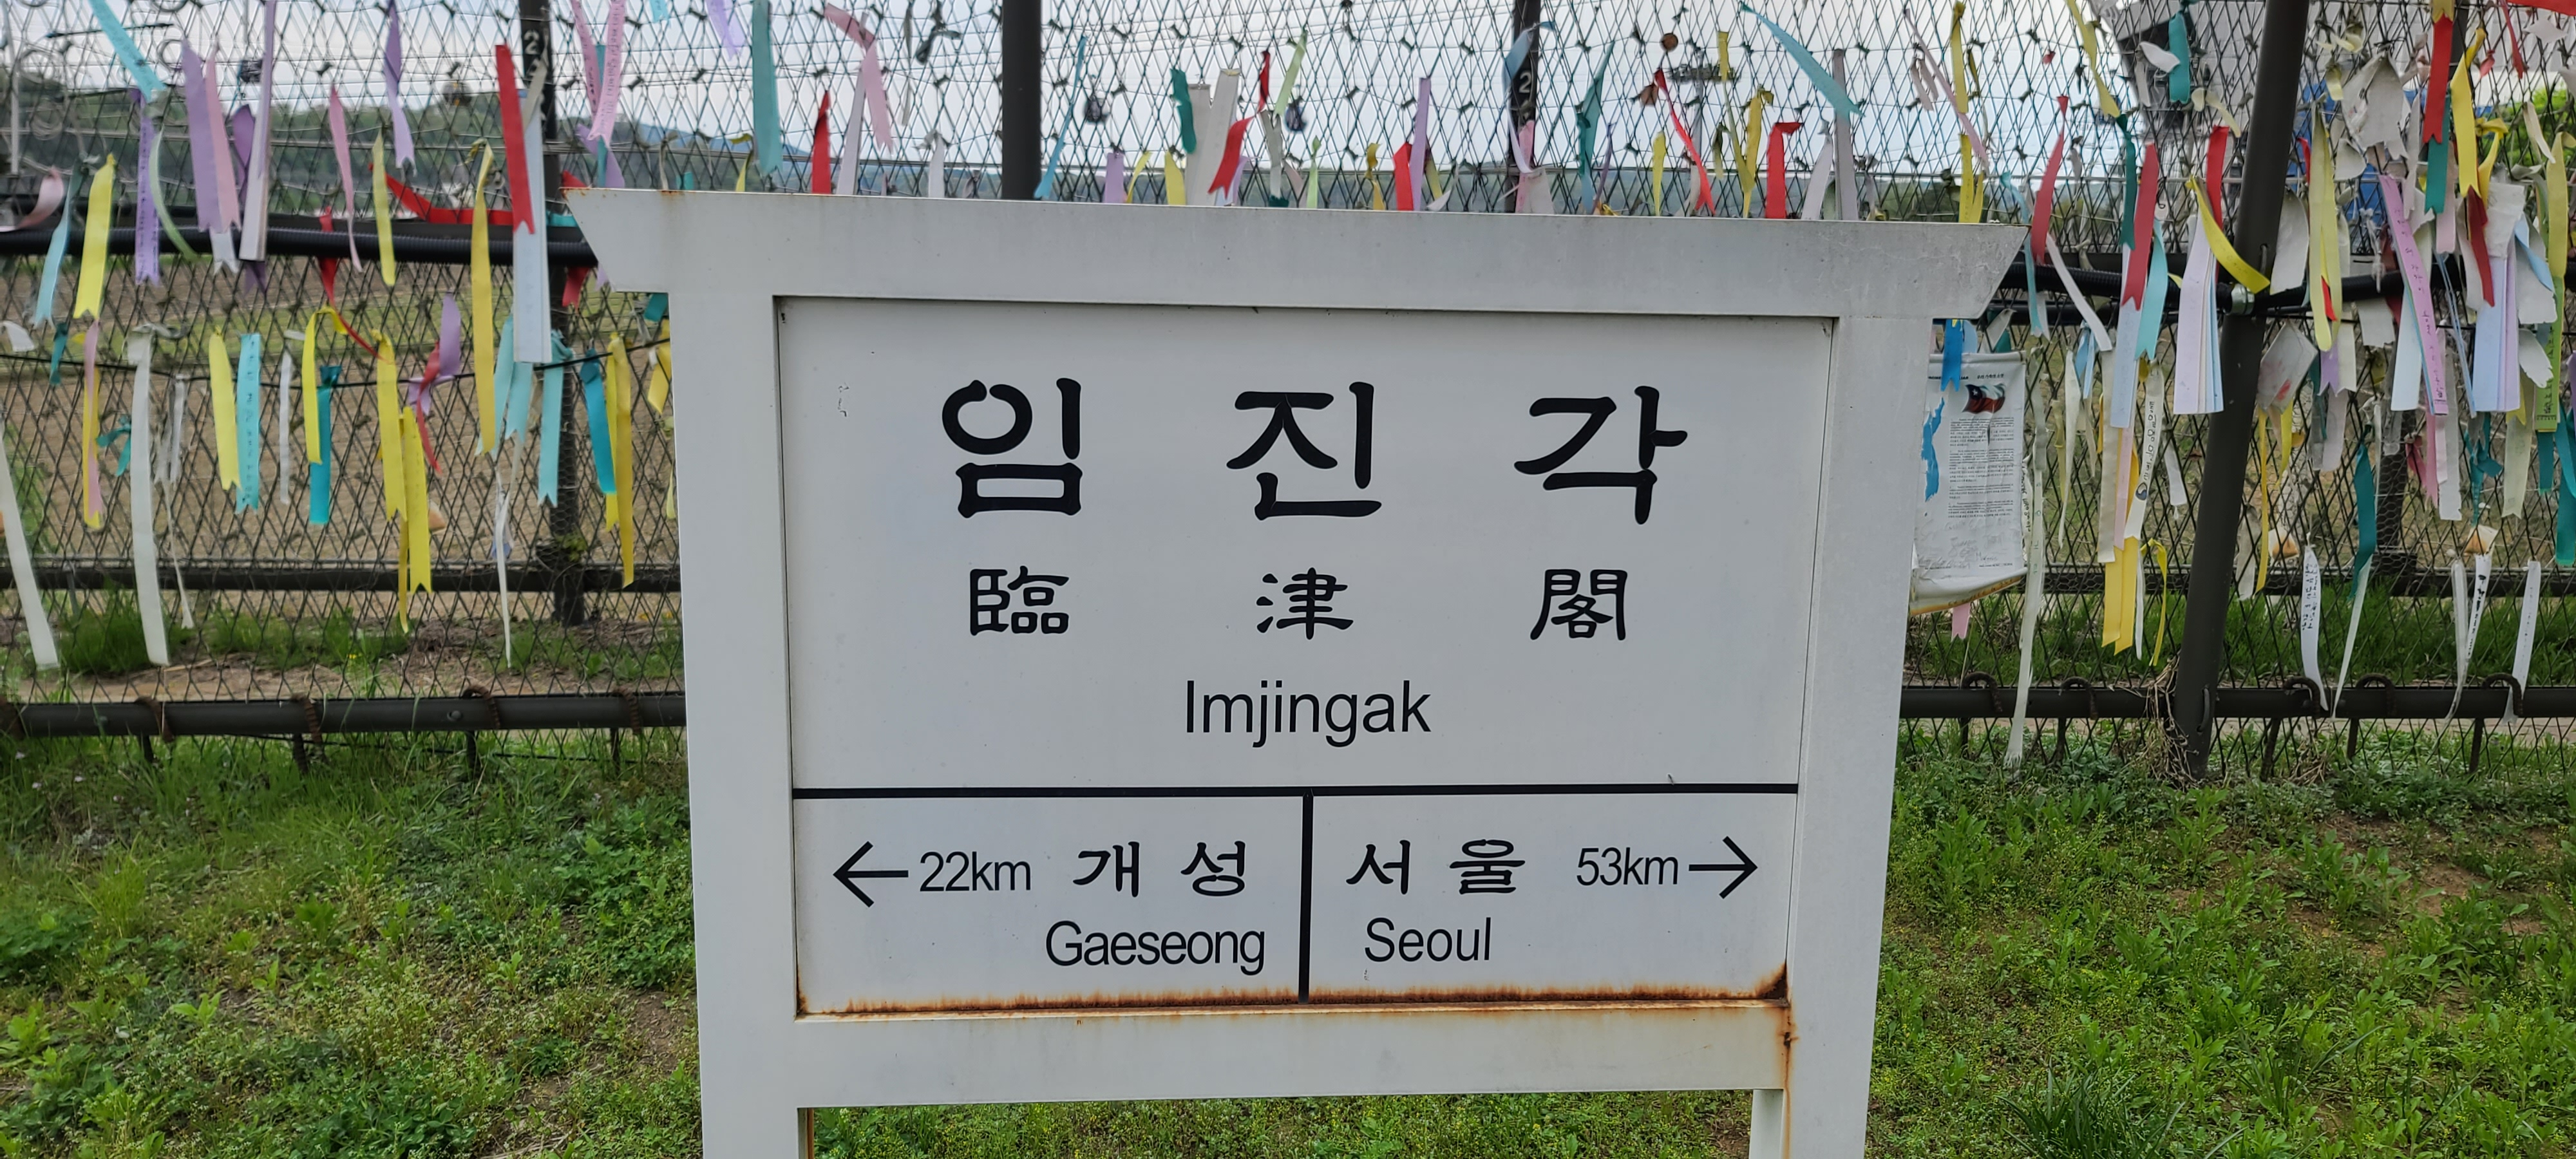 임 진 각
臨 津 閣
Imjingak
←22km 개 성
Gaeseong
서 울 53km→
Seoul